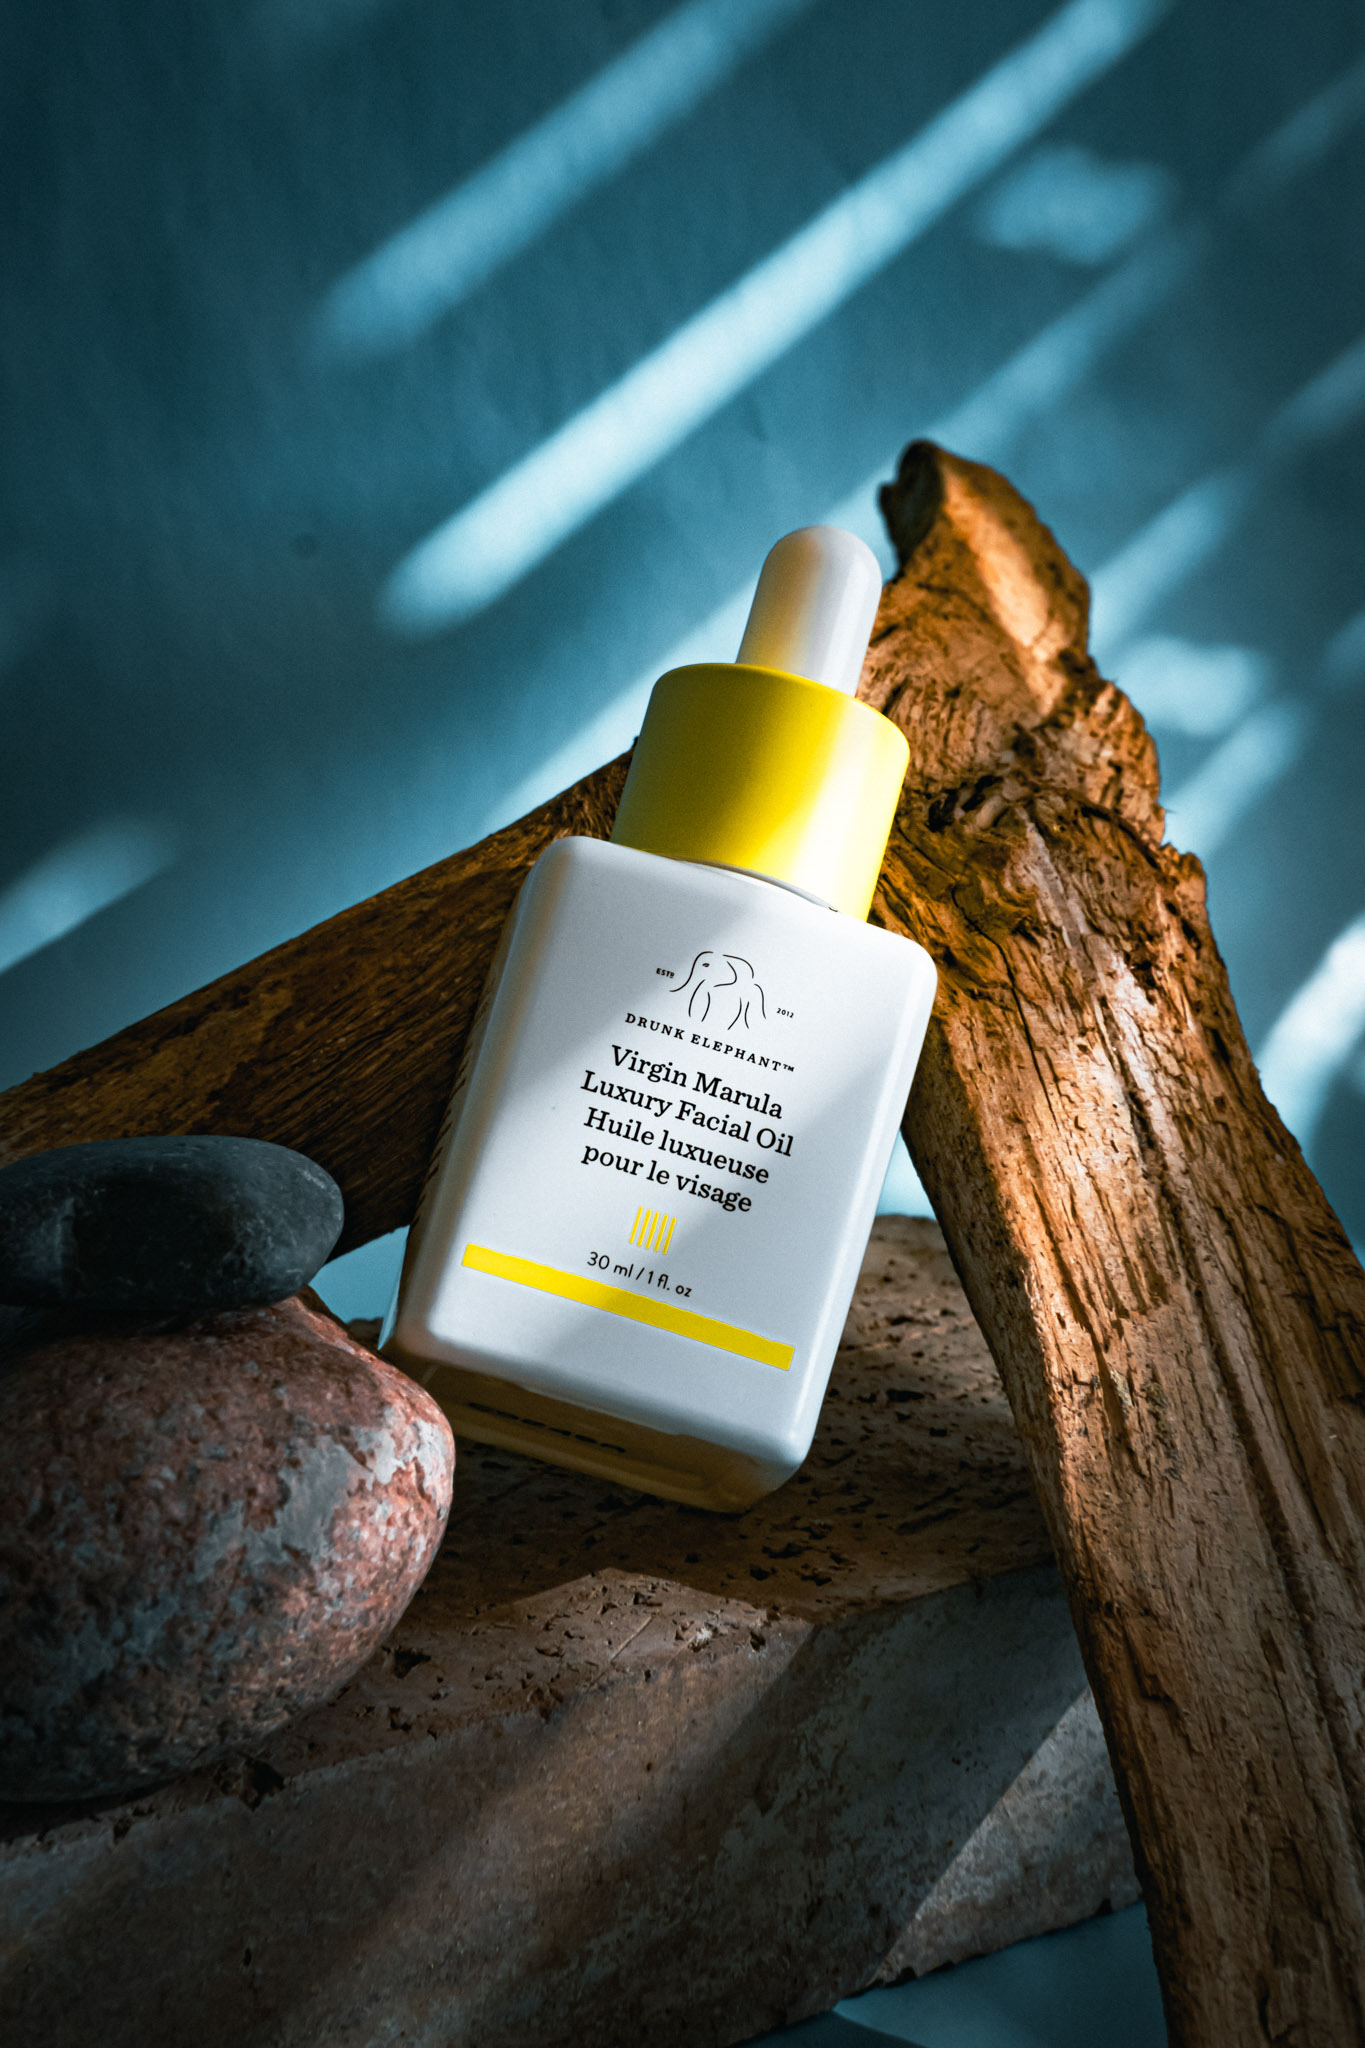 ESTD
2012
DRUNK ELEPHANT™
Virgin Marula
Luxury Facial Oil
Huile luxueuse
pour le visage
30 ml / 1 fl. oz